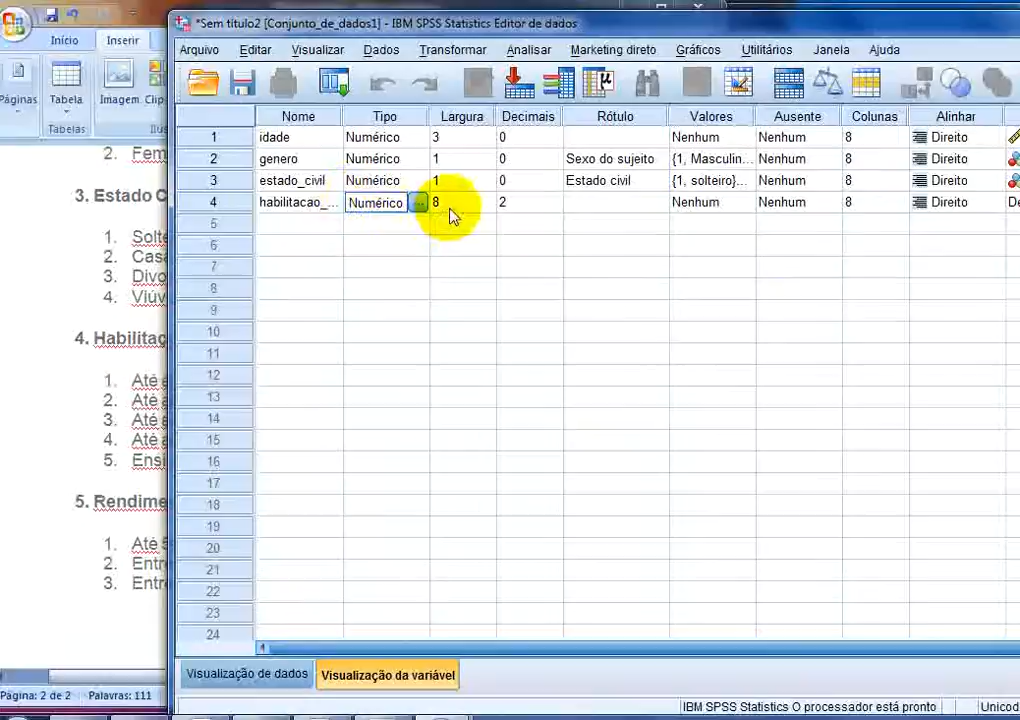 *Sem título2 [Conjunto_de_dados1] - IBM SPSS Statistics Editor de dados
Início Inserir
Arquivo Editar Visualizar Dados Transformar Analisar Marketing direto Gráficos Utilitários Janela Ajuda
Páginas Tabela Imagem Clip
Tabelas
Nome Tipo Largura Decimais Rótulo Valores Ausente Colunas Alinhar
1 idade Numérico 3 0 Nenhum Nenhum 8 Direito
2 genero Numérico 1 0 Sexo do sujeito {1, Masculin... Nenhum 8 Direito
3 estado_civil Numérico 1 0 Estado civil {1, solteiro}... Nenhum 8 Direito
4 habilitacao_... Numérico ... 8 2 Nenhum Nenhum 8 Direito De
5
6
7
8
9
10
11
12
13
14
15
16
17
18
19
20
21
22
23
24
2. Fem
3. Estado C
1. Solte
2. Casa
3. Divo
4. Viúv
4. Habilitaç
1. Até
2. Até a
3. Até
4. Até a
5. Ensi
5. Rendime
1. Até 5
2. Entre
3. Entre
Visualização de dados Visualização da variável
Página: 2 de 2 Palavras: 111
IBM SPSS Statistics O processador está pronto Unicod